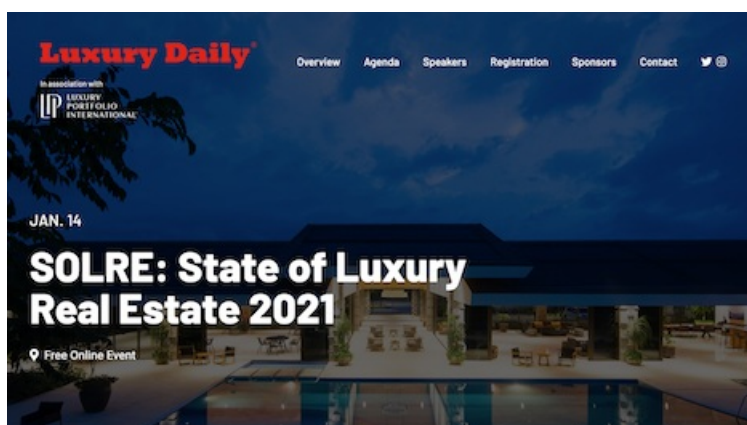 Luxury Daily®
Overview Agenda Speakers Registration Sponsors Contact
In association with
LUXURY
PORTFOLIO
INTERNATIONAL
JAN. 14
SOLRE: State of Luxury
Real Estate 2021
Free Online Event